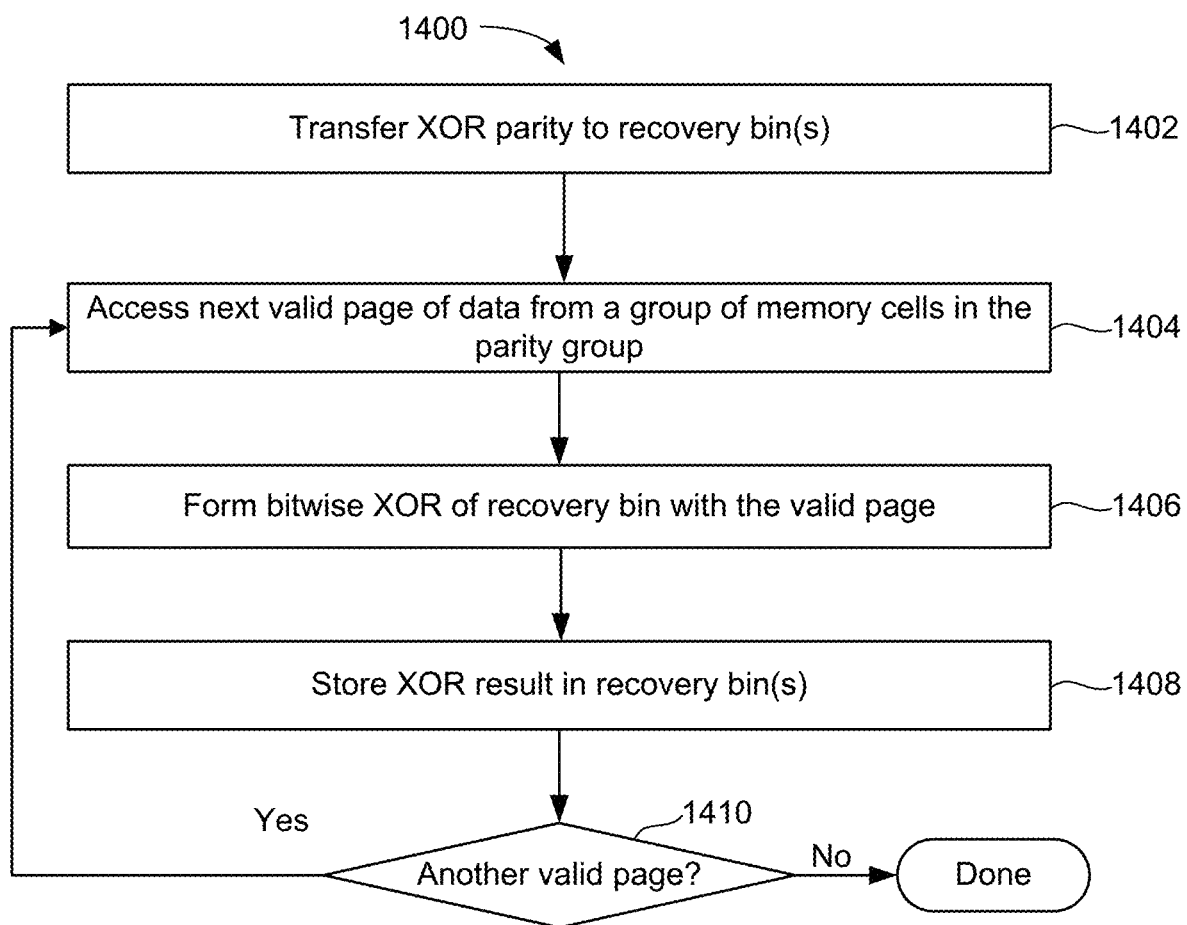 1400
Transfer XOR parity to recovery bin(s)
1402
Access next valid page of data from a group of memory cells in the
parity group
1404
Form bitwise XOR of recovery bin with the valid page
1406
Store XOR result in recovery bin(s)
1408
Yes
1410
Another valid page?
No
Done